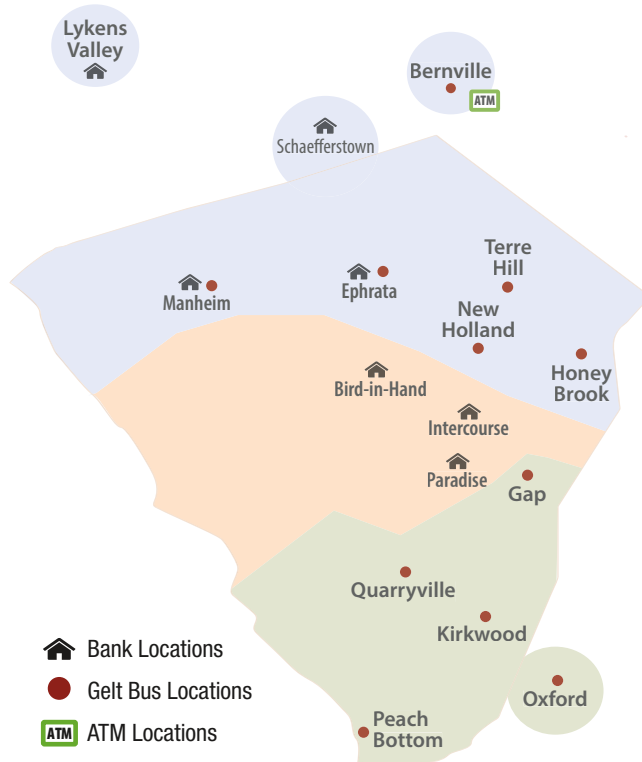 Lykens
Valley
Bernville
ATM
Schaefferstown
Terre
Hill
Manheim
Ephrata
New
Holland
Honey
Brook
Bird-in-Hand
Intercourse
Paradise
Gap
Quarryville
Kirkwood
Oxford
Peach
Bottom
Bank Locations
Gelt Bus Locations
ATM ATM Locations